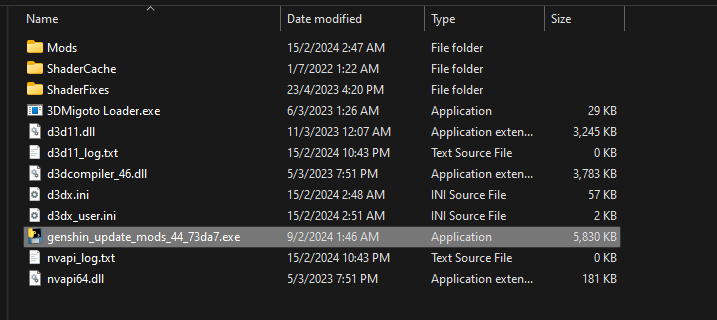 Name Date modified Type Size
Mods 15/2/2024 2:47 AM File folder
ShaderCache 1/7/2022 1:22 AM File folder
ShaderFixes 23/4/2023 4:20 PM File folder
3DMigoto Loader.exe 6/3/2023 1:26 AM Application 29 KB
d3d11.dll 11/3/2023 12:07 AM Application exten... 3,245 KB
d3d11_log.txt 15/2/2024 10:43 PM Text Source File 0 KB
d3dcompiler_46.dll 5/3/2023 7:51 PM Application exten... 3,783 KB
d3dx.ini 15/2/2024 2:48 AM INI Source File 57 KB
d3dx_user.ini 15/2/2024 2:51 AM INI Source File 2 KB
genshin_update_mods_44_73da7.exe 9/2/2024 1:46 AM Application 5,830 KB
nvapi_log.txt 15/2/2024 10:43 PM Text Source File 0 KB
nvapi64.dll 5/3/2023 7:51 PM Application exten... 181 KB